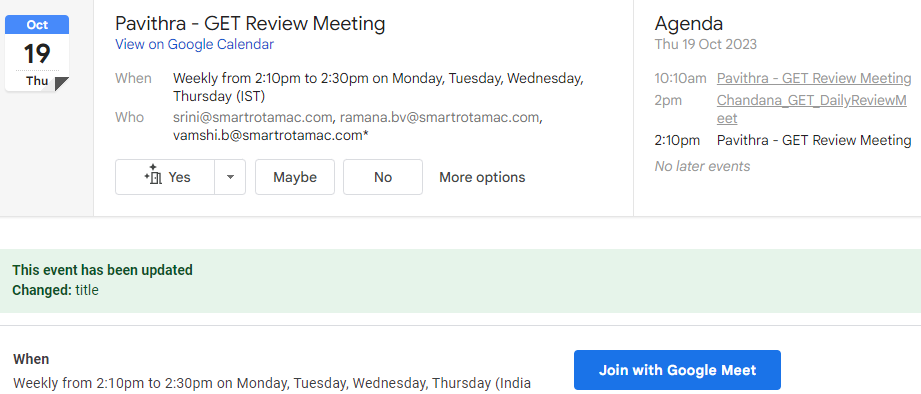 Oct
19
Thu
Pavithra - GET Review Meeting
View on Google Calendar
When Weekly from 2:10pm to 2:30pm on Monday, Tuesday, Wednesday,
Thursday (IST)
Who srini@smartrotamac.com, ramana.bv@smartrotamac.com,
vamshi.b@smartrotamac.com*
Yes Maybe No More options
Agenda
Thu 19 Oct 2023
10:10am Pavithra - GET Review Meeting
2pm Chandana_GET_DailyReviewM
eet
2:10pm Pavithra - GET Review Meeting
No later events
This event has been updated
Changed: title
When
Weekly from 2:10pm to 2:30pm on Monday, Tuesday, Wednesday, Thursday (India
Join with Google Meet